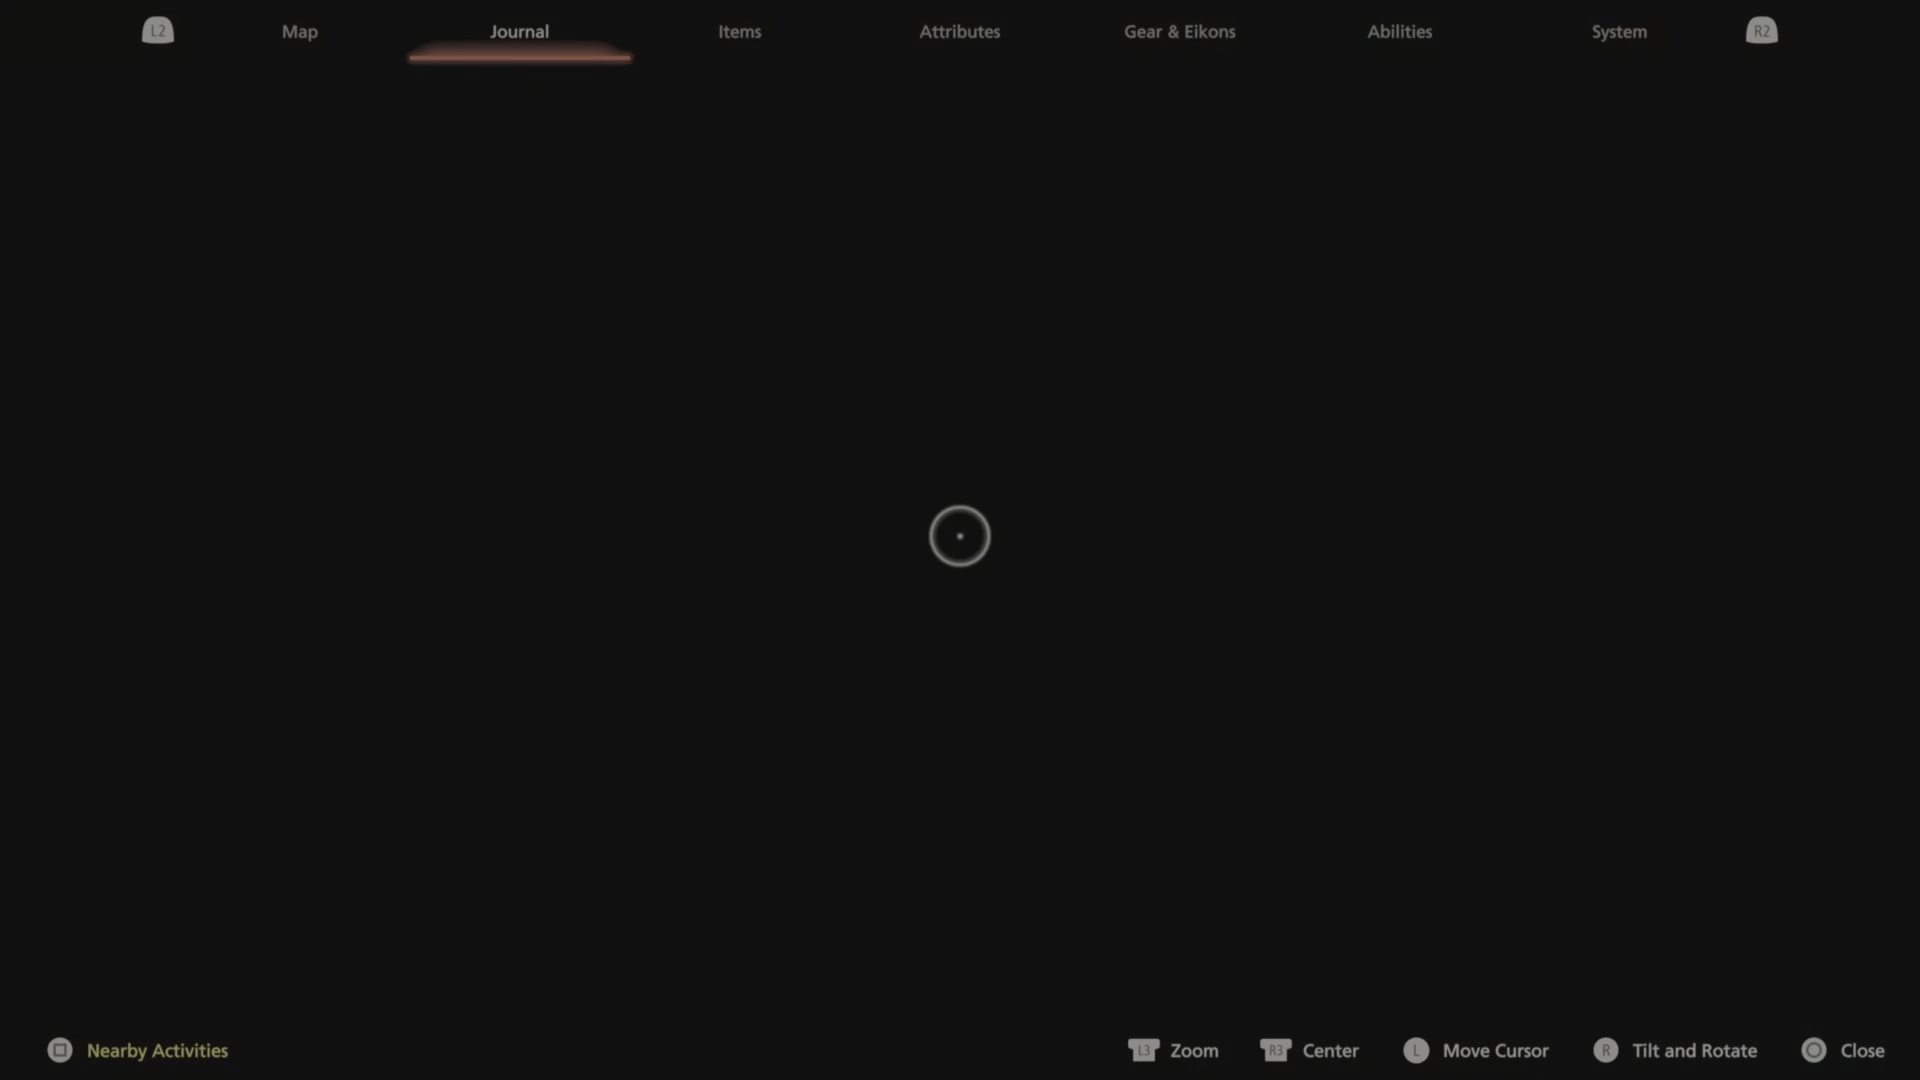 L2 Map Journal Items Attributes Gear & Eikons Abilities System R2
Nearby Activities L3 Zoom R3 Center L Move Cursor R Tilt and Rotate Close